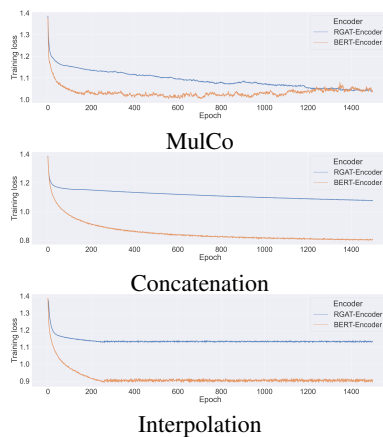 1.4
1.3
1.2
1.1
1.0
Training loss
Encoder
RGAT-Encoder
BERT-Encoder
0 200 400 600 800 1000 1200 1400
Epoch
MulCo
1.4
1.2
1.0
0.8
Training loss
Encoder
RGAT-Encoder
BERT-Encoder
0 200 400 600 800 1000 1200 1400
Epoch
Concatenation
1.4
1.3
1.2
1.1
1.0
0.9
Training loss
Encoder
RGAT-Encoder
BERT-Encoder
0 200 400 600 800 1000 1200 1400
Epoch
Interpolation